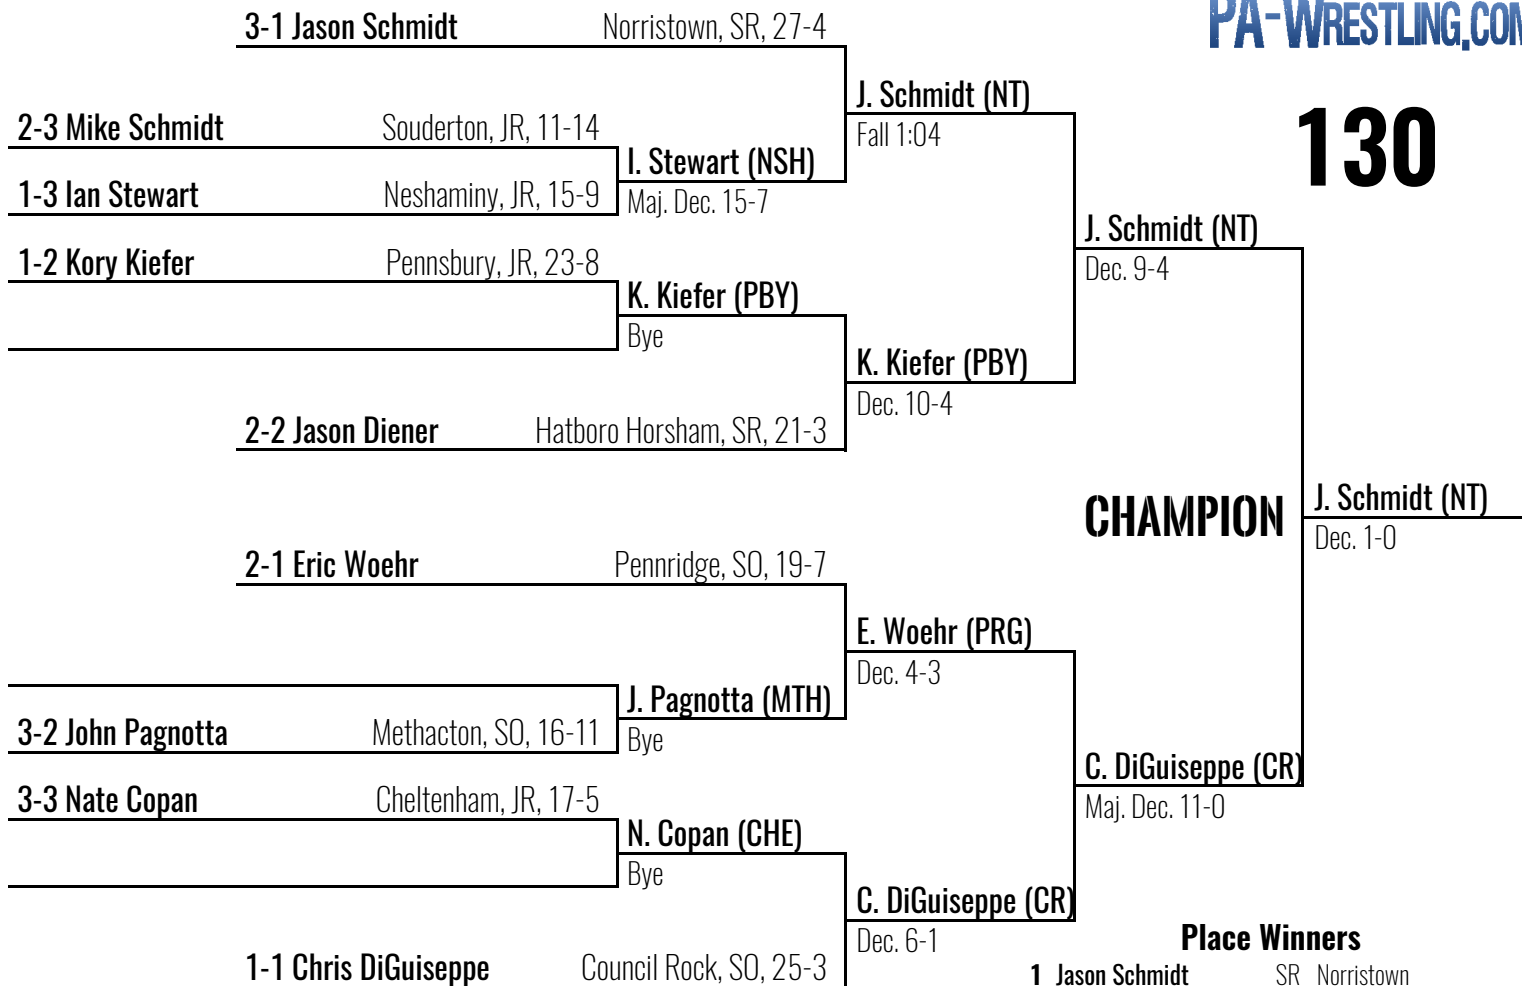 PA-WRESTLING.COM
3-1 Jason Schmidt Norristown, SR, 27-4
J. Schmidt (NT)
Fall 1:04
130
2-3 Mike Schmidt Souderton, JR, 11-14
I. Stewart (NSH)
Maj. Dec. 15-7
1-3 Ian Stewart Neshaminy, JR, 15-9
J. Schmidt (NT)
Dec. 9-4
1-2 Kory Kiefer Pennsbury, JR, 23-8
K. Kiefer (PBY)
Bye
K. Kiefer (PBY)
Dec. 10-4
2-2 Jason Diener Hatboro Horsham, SR, 21-3
CHAMPION
J. Schmidt (NT)
Dec. 1-0
2-1 Eric Woehr Pennridge, SO, 19-7
E. Woehr (PRG)
Dec. 4-3
J. Pagnotta (MTH)
Bye
3-2 John Pagnotta Methacton, SO, 16-11
C. DiGuiseppe (CR)
Maj. Dec. 11-0
3-3 Nate Copan Cheltenham, JR, 17-5
N. Copan (CHE)
Bye
C. DiGuiseppe (CR)
Dec. 6-1
1-1 Chris DiGuiseppe Council Rock, SO, 25-3
Place Winners
1 Jason Schmidt SR Norristown